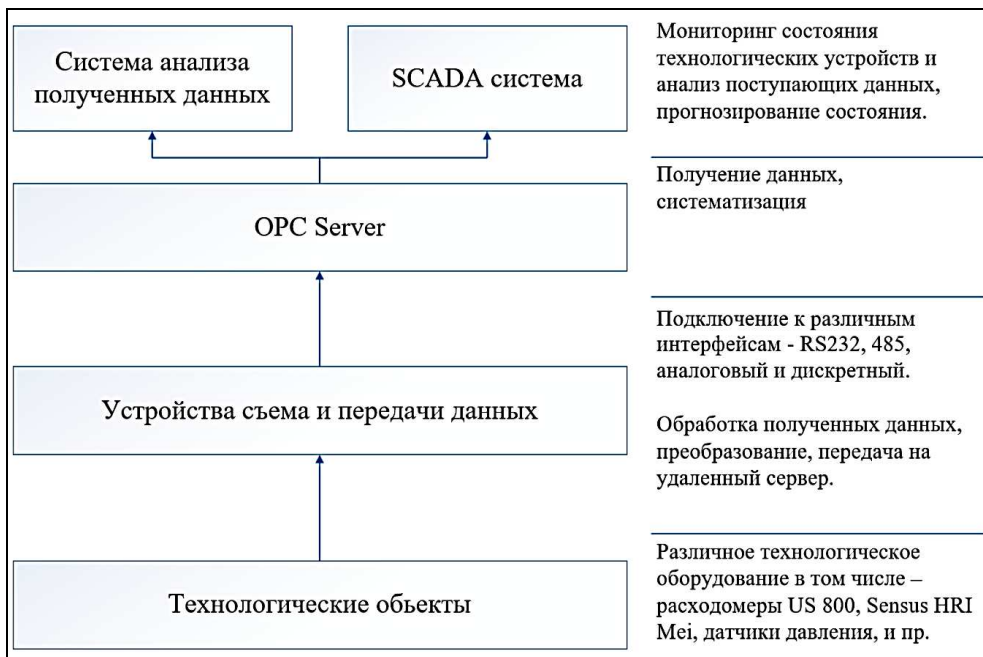 Система анализа
полученных данных
SCADA система
Мониторинг состояния
технологических устройств и
анализ поступающих данных,
прогнозирование состояния.
OPC Server
Получение данных,
систематизация
Устройства съема и передачи данных
Подключение к различным
интерфейсам - RS232, 485,
аналоговый и дискретный.
Обработка полученных данных,
преобразование, передача на
удаленный сервер.
Технологические обьекты
Различное технологическое
оборудование в том числе –
расходомеры US 800, Sensus HRI
Mei, датчики давления, и пр.